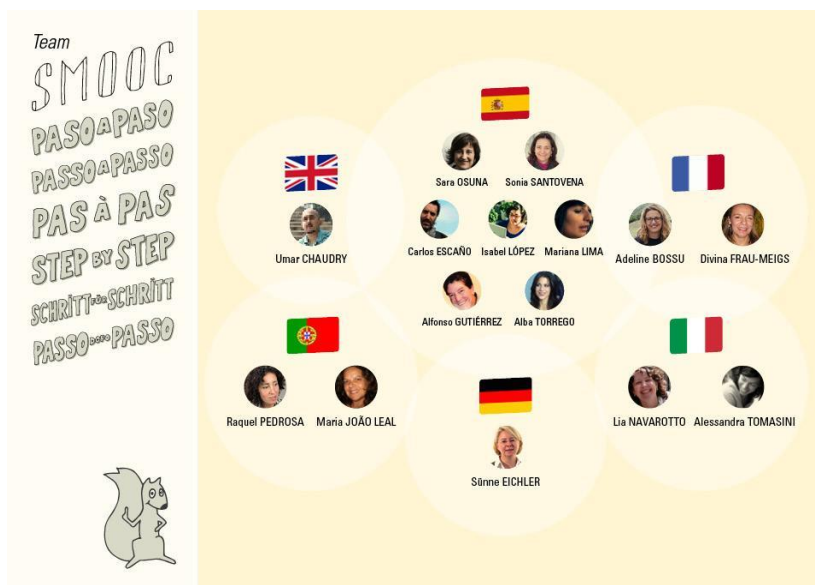 Team
SMOOC
PASO A PASO
PASSO A PASSO
PAS À PAS
STEP BY STEP
SCHRITT FÜR SCHRITT
PASSO DOPO PASSO
Sara OSUNA Sonia SANTOVENA
Umar CHAUDRY Carlos ESCAÑO Isabel LÓPEZ Mariana LIMA Adeline BOSSU Divina FRAU-MEIGS
Alfonso GUTIÉRREZ Alba TORREGO
Raquel PEDROSA Maria JOÃO LEAL Lia NAVAROTTO Alessandra TOMASINI
Sünne EICHLER